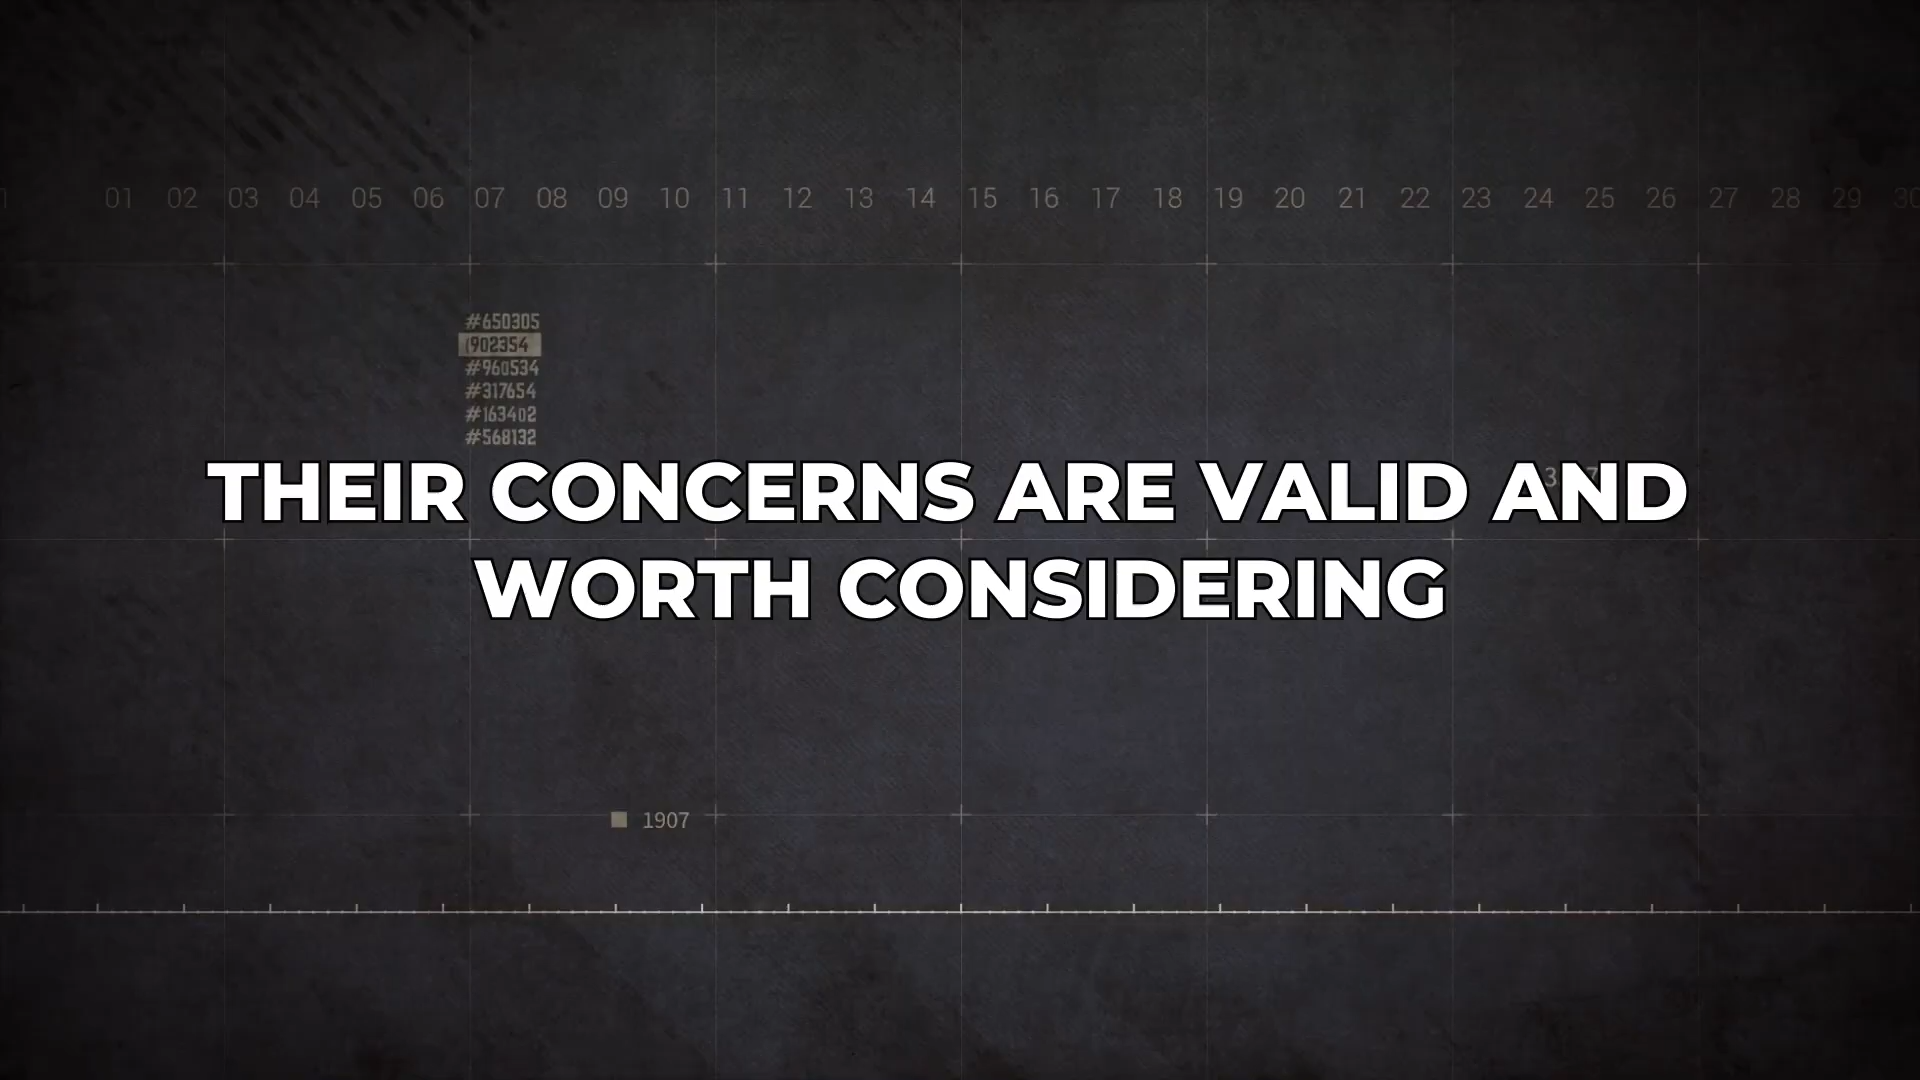 01 02 03 04 05 06 07 08 09 10 11 12 13 14 15 16 17 18 19 20 21 22 23 24 25 26 27 28 29 30
#650305
902354
#960534
#317654
#163402
#568132
THEIR CONCERNS ARE VALID AND
WORTH CONSIDERING
1907